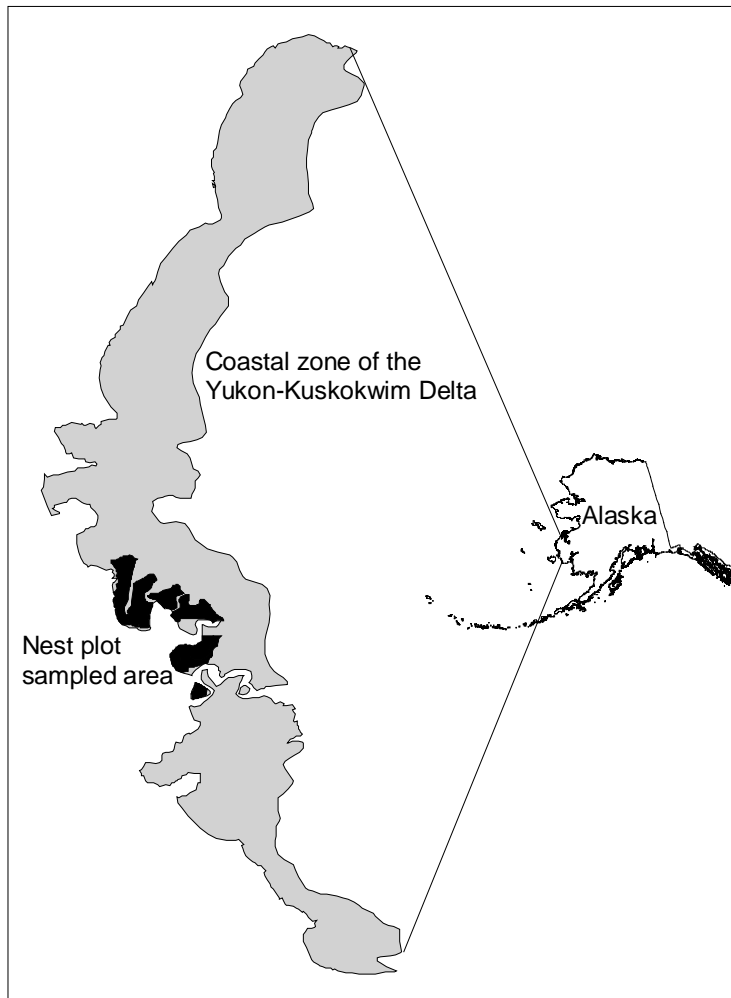 Coastal zone of the
Yukon-Kuskokwim Delta
Alaska
Nest plot
sampled area